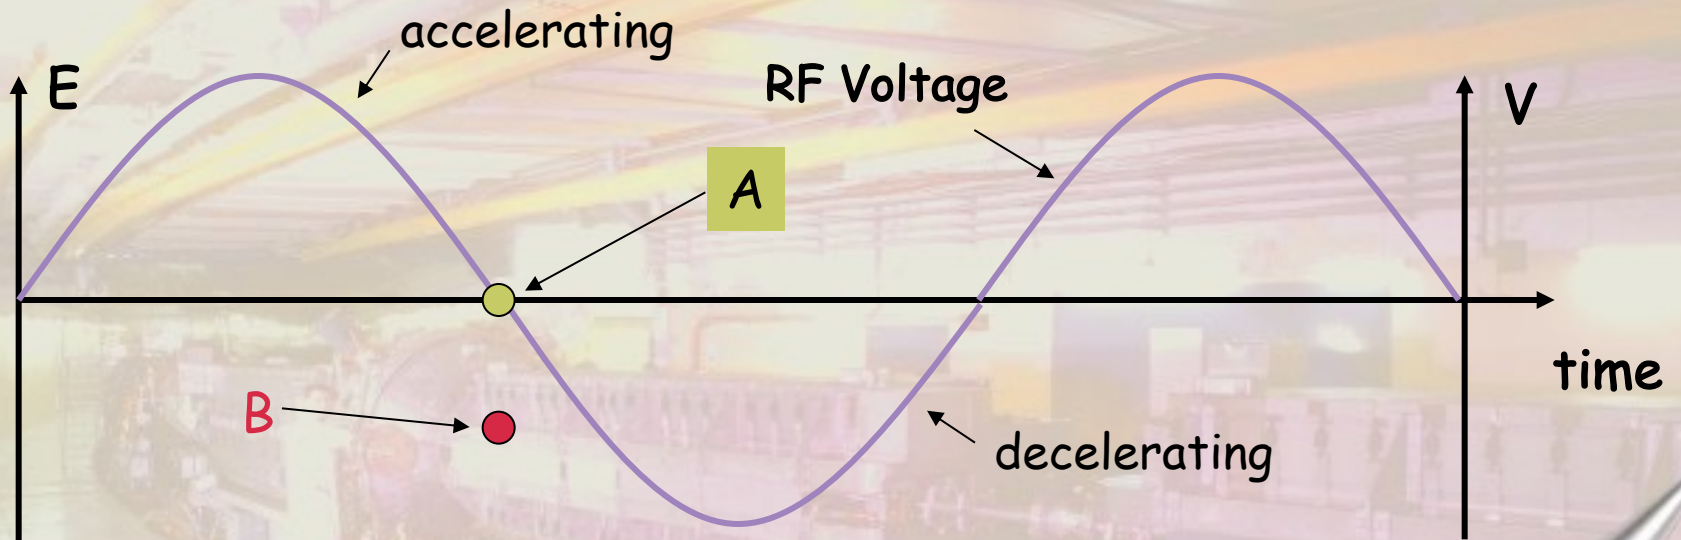 accelerating
E
RF Voltage
V
A
time
B
decelerating